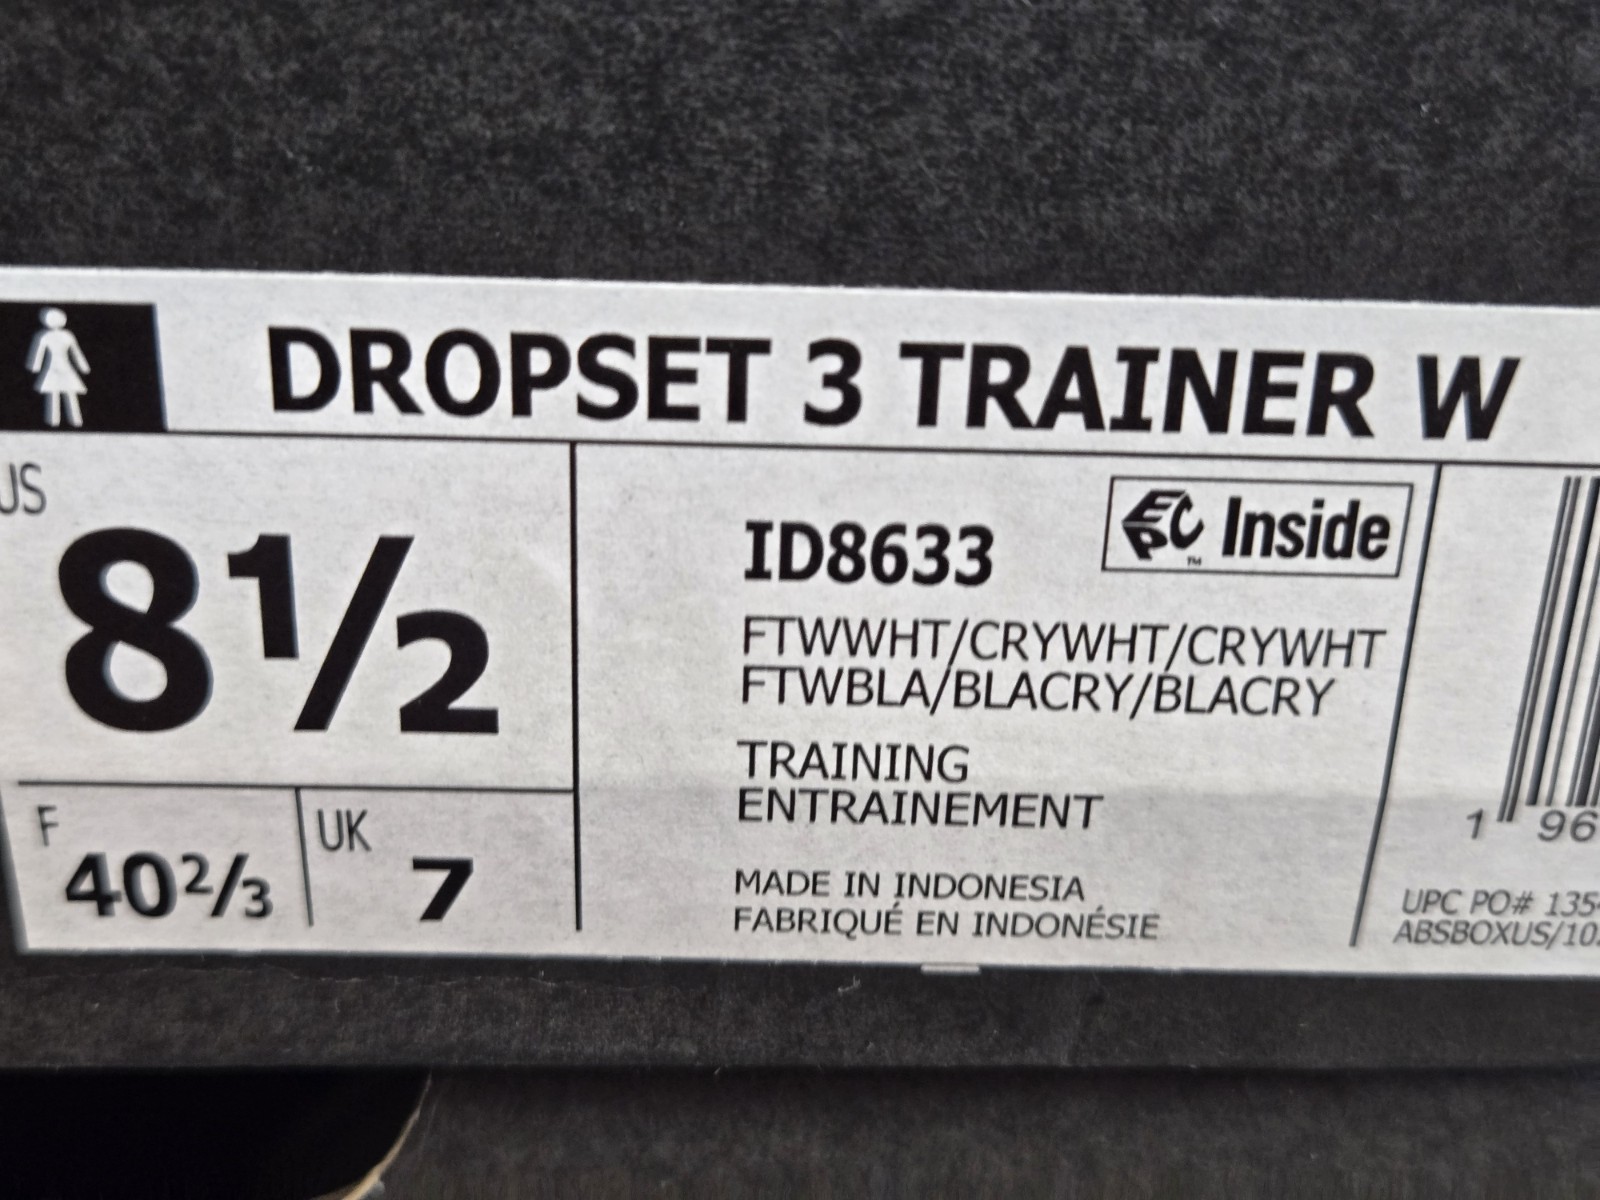 DROPSET 3 TRAINER W
US
8½
F
40⅔
UK
7
ID8633
EPC™ Inside
FTWWHT/CRYWHT/CRYWHT
FTWBLA/BLACRY/BLACRY
TRAINING
ENTRAINEMENT
MADE IN INDONESIA
FABRIQUÉ EN INDONÉSIE
1 96
UPC PO# 135
ABSBOXUS/10